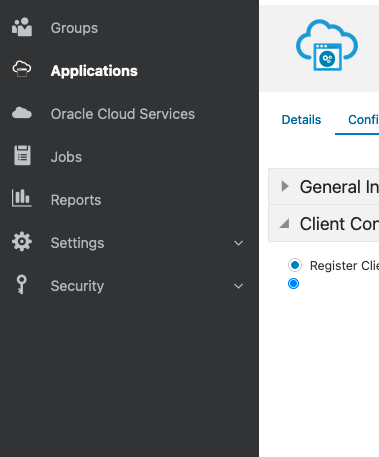 Groups
Applications
Oracle Cloud Services
Jobs
Reports
Settings
Security
Details
Confi
General In
Client Con
Register Clie